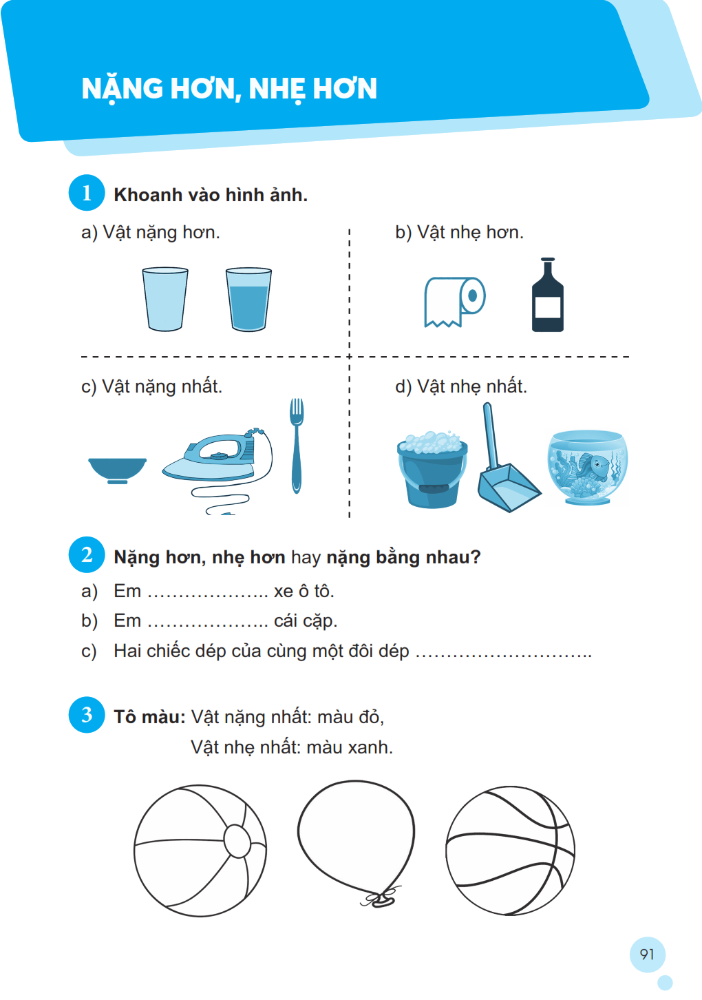 NẶNG HƠN, NHẸ HƠN
1 Khoanh vào hình ảnh.
a) Vật nặng hơn.
b) Vật nhẹ hơn.
c) Vật nặng nhất.
d) Vật nhẹ nhất.
2 Nặng hơn, nhẹ hơn hay nặng bằng nhau?
a) Em ……………….. xe ô tô.
b) Em ……………….. cái cặp.
c) Hai chiếc dép của cùng một đôi dép ………………………..
3 Tô màu: Vật nặng nhất: màu đỏ,
Vật nhẹ nhất: màu xanh.
91